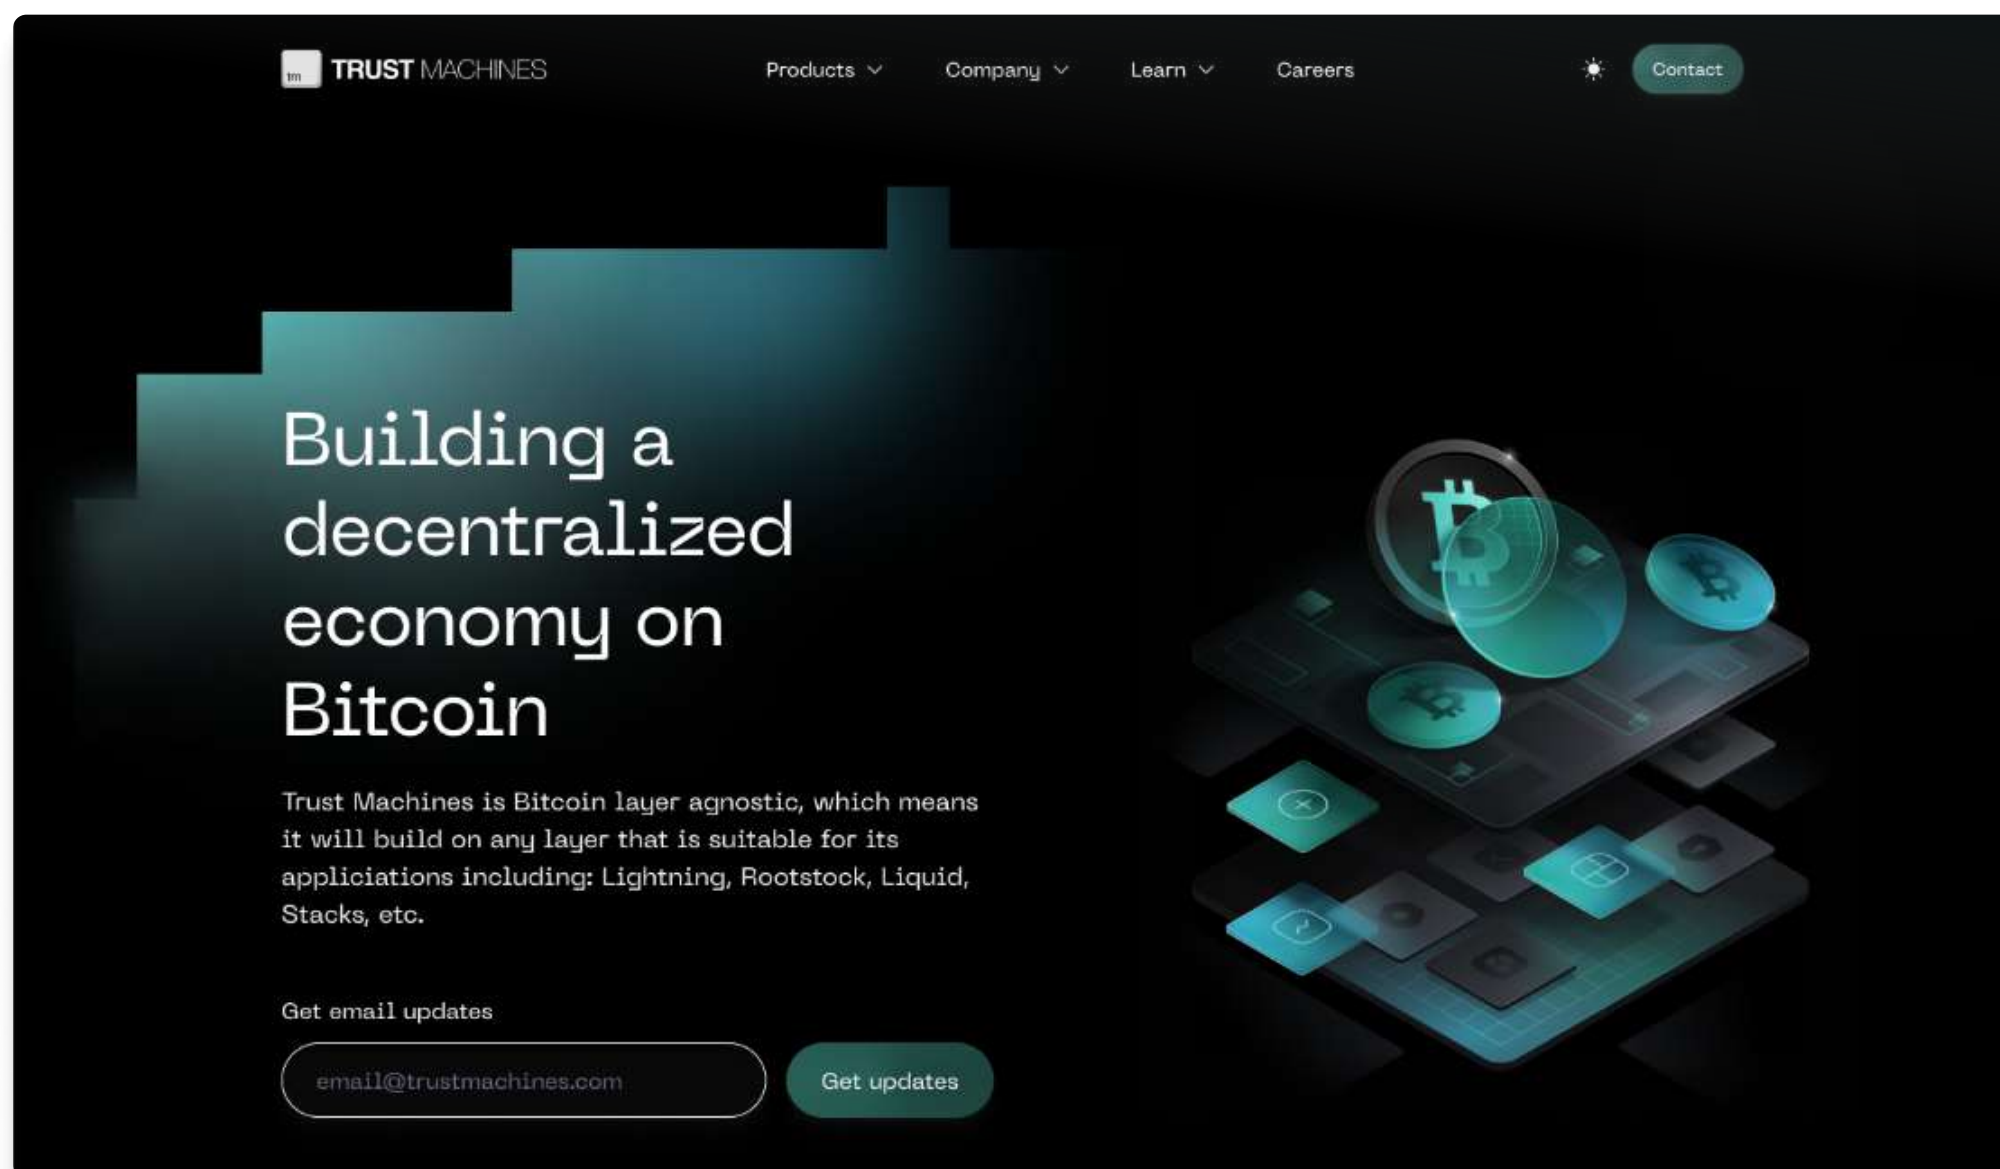 tm
TRUST MACHINES
Products
Company
Learn
Careers
Contact
Building a
decentralized
economy on
Bitcoin
Trust Machines is Bitcoin layer agnostic, which means
it will build on any layer that is suitable for its
appliciations including: Lightning, Rootstock, Liquid,
Stacks, etc.
Get email updates
email@trustmachines.com
Get updates